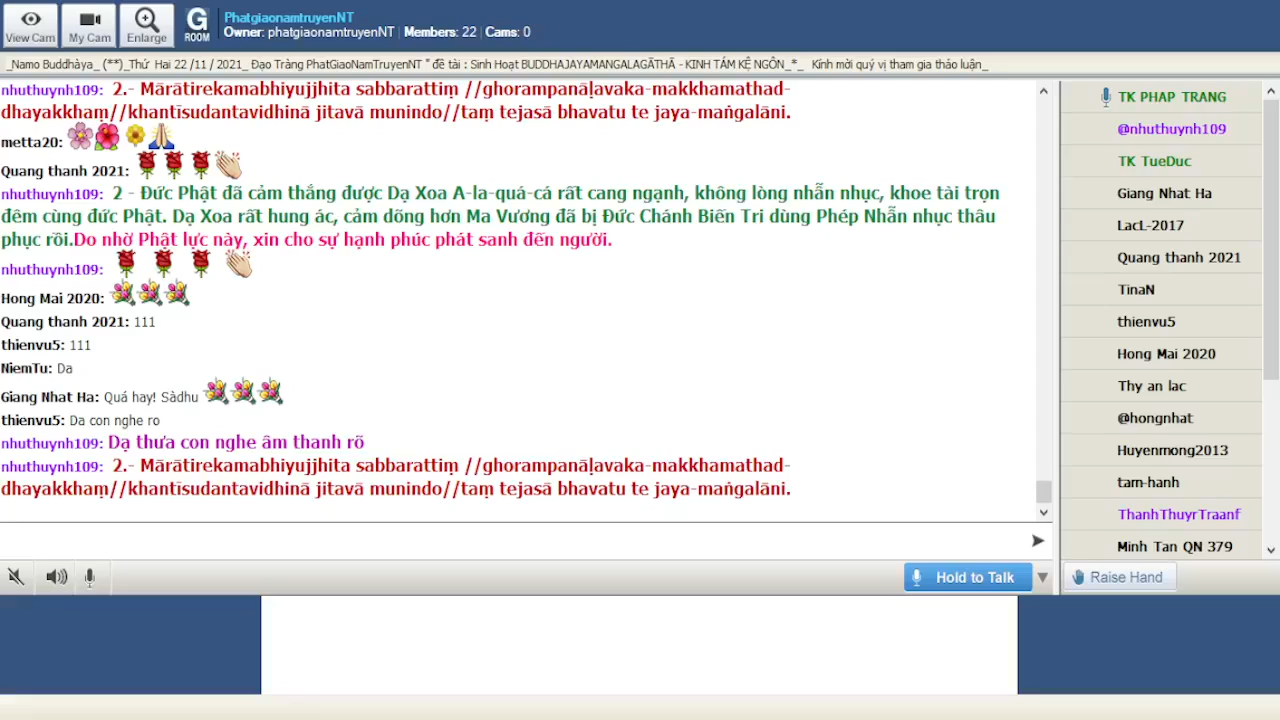 View Cam
My Cam
Enlarge
G
ROOM
PhatgiaonamtruyenNT
Owner: phatgiaonamtruyenNT | Members: 22 | Cams: 0
_Namo Buddhàya_ (**)_Thứ Hai 22 /11 / 2021_ Đạo Tràng PhatGiaoNamTruyenNT " đề tài : Sinh Hoạt BUDDHAJAYAMANGALAGĀTHĀ - KINH TÁM KỆ NGÔN_*_ Kính mời quý vị tham gia thảo luận_
nhuthuynh109: 2.- Mārātirekamabhiyujjhita sabbarattiṃ //ghorampanāḷavaka-makkhamathad-
dhayakkhaṃ//khantīsudantavidhinā jitavā munindo//taṃ tejasā bhavatu te jaya-maṅgalāni.
metta20:
Quang thanh 2021:
nhuthuynh109: 2 - Đức Phật đã cảm thắng được Dạ Xoa A-la-quá-cá rất cang ngạnh, không lòng nhẫn nhục, khoe tài trọn
đêm cùng đức Phật. Dạ Xoa rất hung ác, cảm dõng hơn Ma Vương đã bị Đức Chánh Biến Tri dùng Phép Nhẫn nhục thâu
phục rồi.Do nhờ Phật lực này, xin cho sự hạnh phúc phát sanh đến người.
nhuthuynh109:
Hong Mai 2020:
Quang thanh 2021: 111
thienvu5: 111
NiemTu: Da
Giang Nhat Ha: Quá hay! Sàdhu
thienvu5: Da con nghe ro
nhuthuynh109: Dạ thưa con nghe âm thanh rõ
nhuthuynh109: 2.- Mārātirekamabhiyujjhita sabbarattiṃ //ghorampanāḷavaka-makkhamathad-
dhayakkhaṃ//khantīsudantavidhinā jitavā munindo//taṃ tejasā bhavatu te jaya-maṅgalāni.
TK PHAP TRANG
@nhuthuynh109
TK TueDuc
Giang Nhat Ha
LacL-2017
Quang thanh 2021
TinaN
thienvu5
Hong Mai 2020
Thy an lac
@hongnhat
Huyenmong2013
tam-hanh
ThanhThuyrTraanf
Minh Tan QN 379
Hold to Talk
Raise Hand